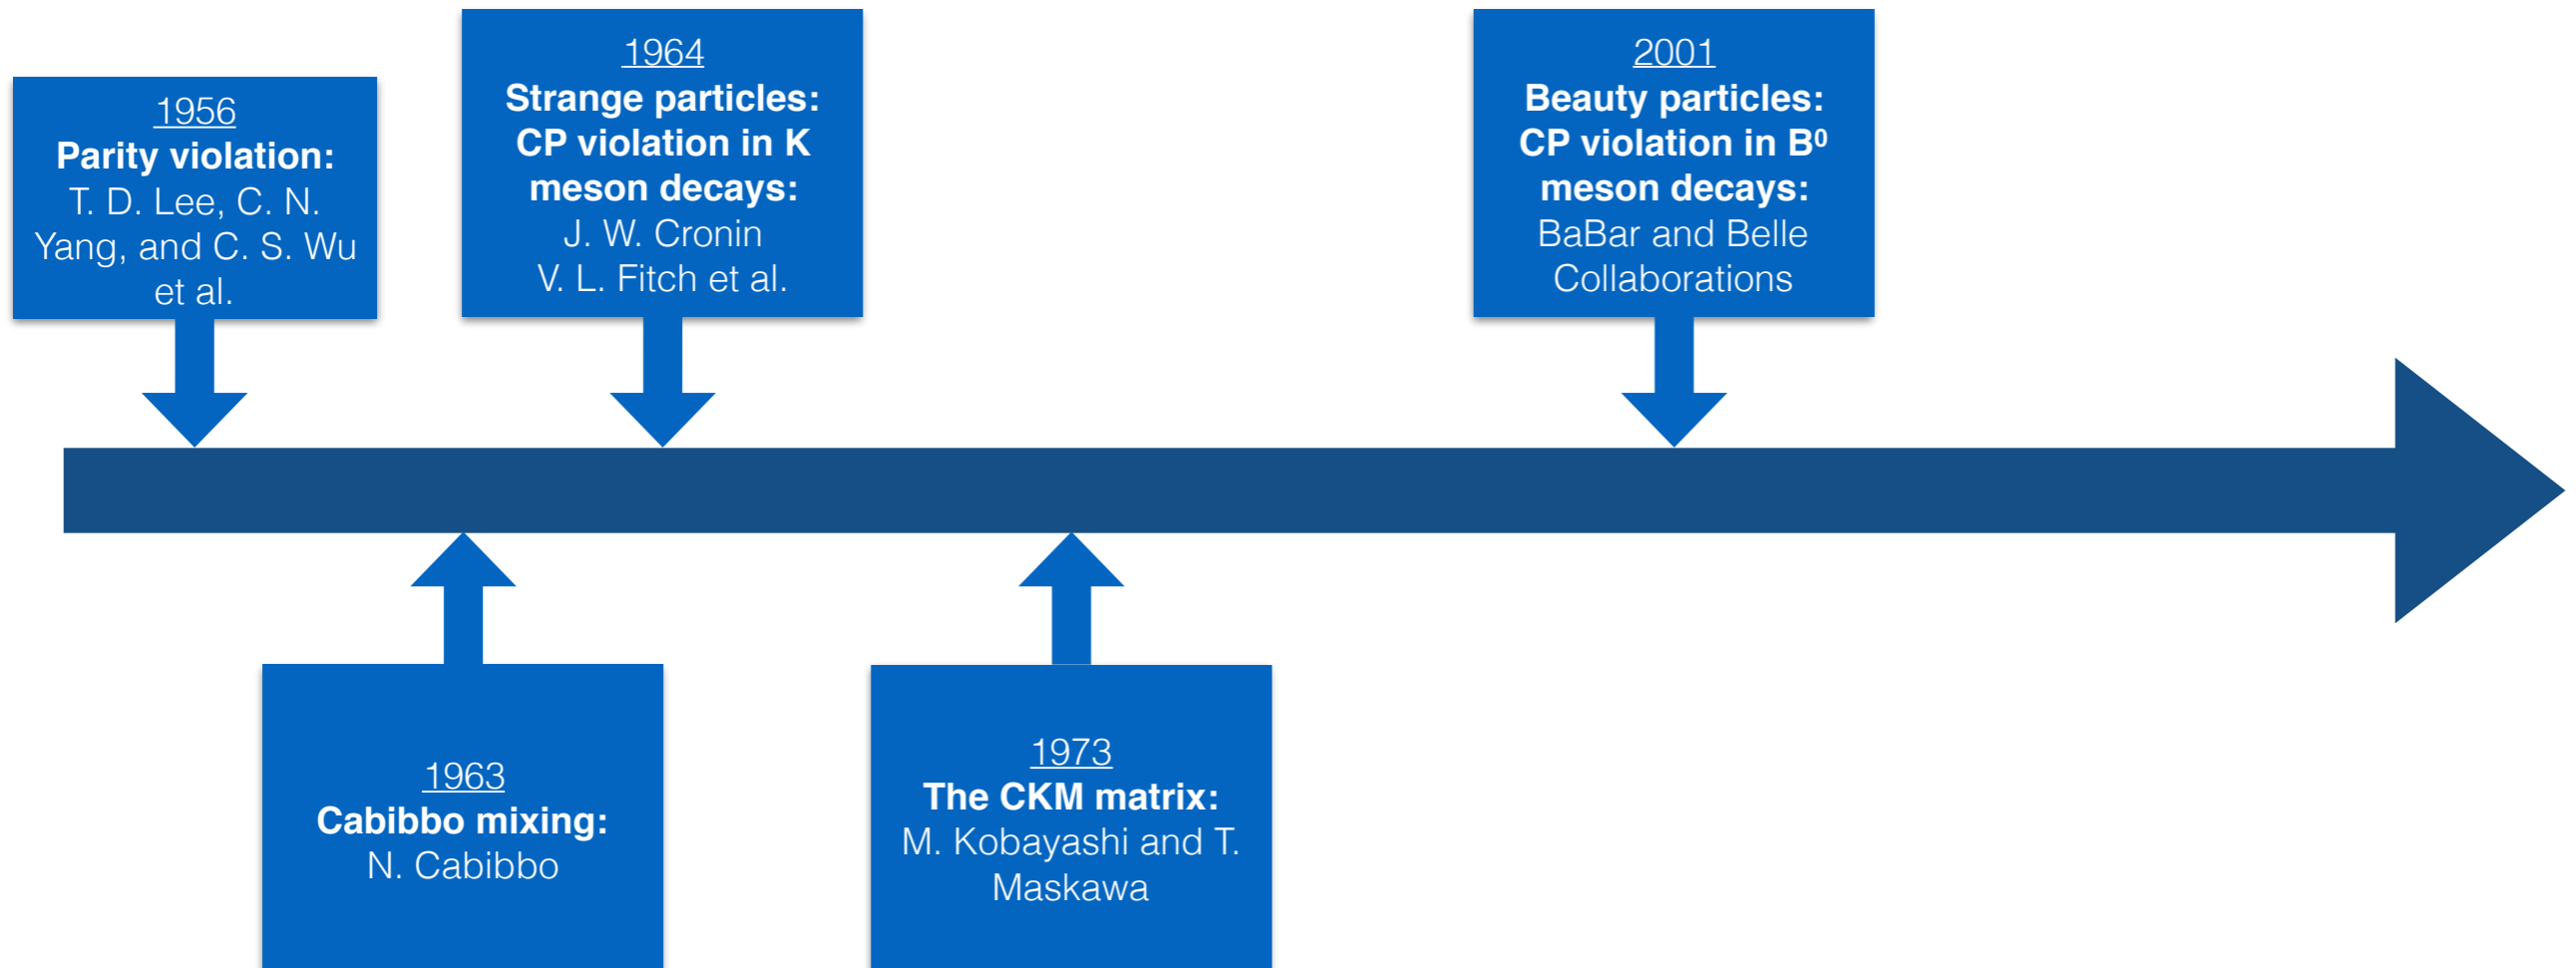 1956
Parity violation:
T. D. Lee, C. N.
Yang, and C. S. Wu
et al.
1964
Strange particles:
CP violation in K
meson decays:
J. W. Cronin
V. L. Fitch et al.
2001
Beauty particles:
CP violation in B⁰
meson decays:
BaBar and Belle
Collaborations
1963
Cabibbo mixing:
N. Cabibbo
1973
The CKM matrix:
M. Kobayashi and T.
Maskawa